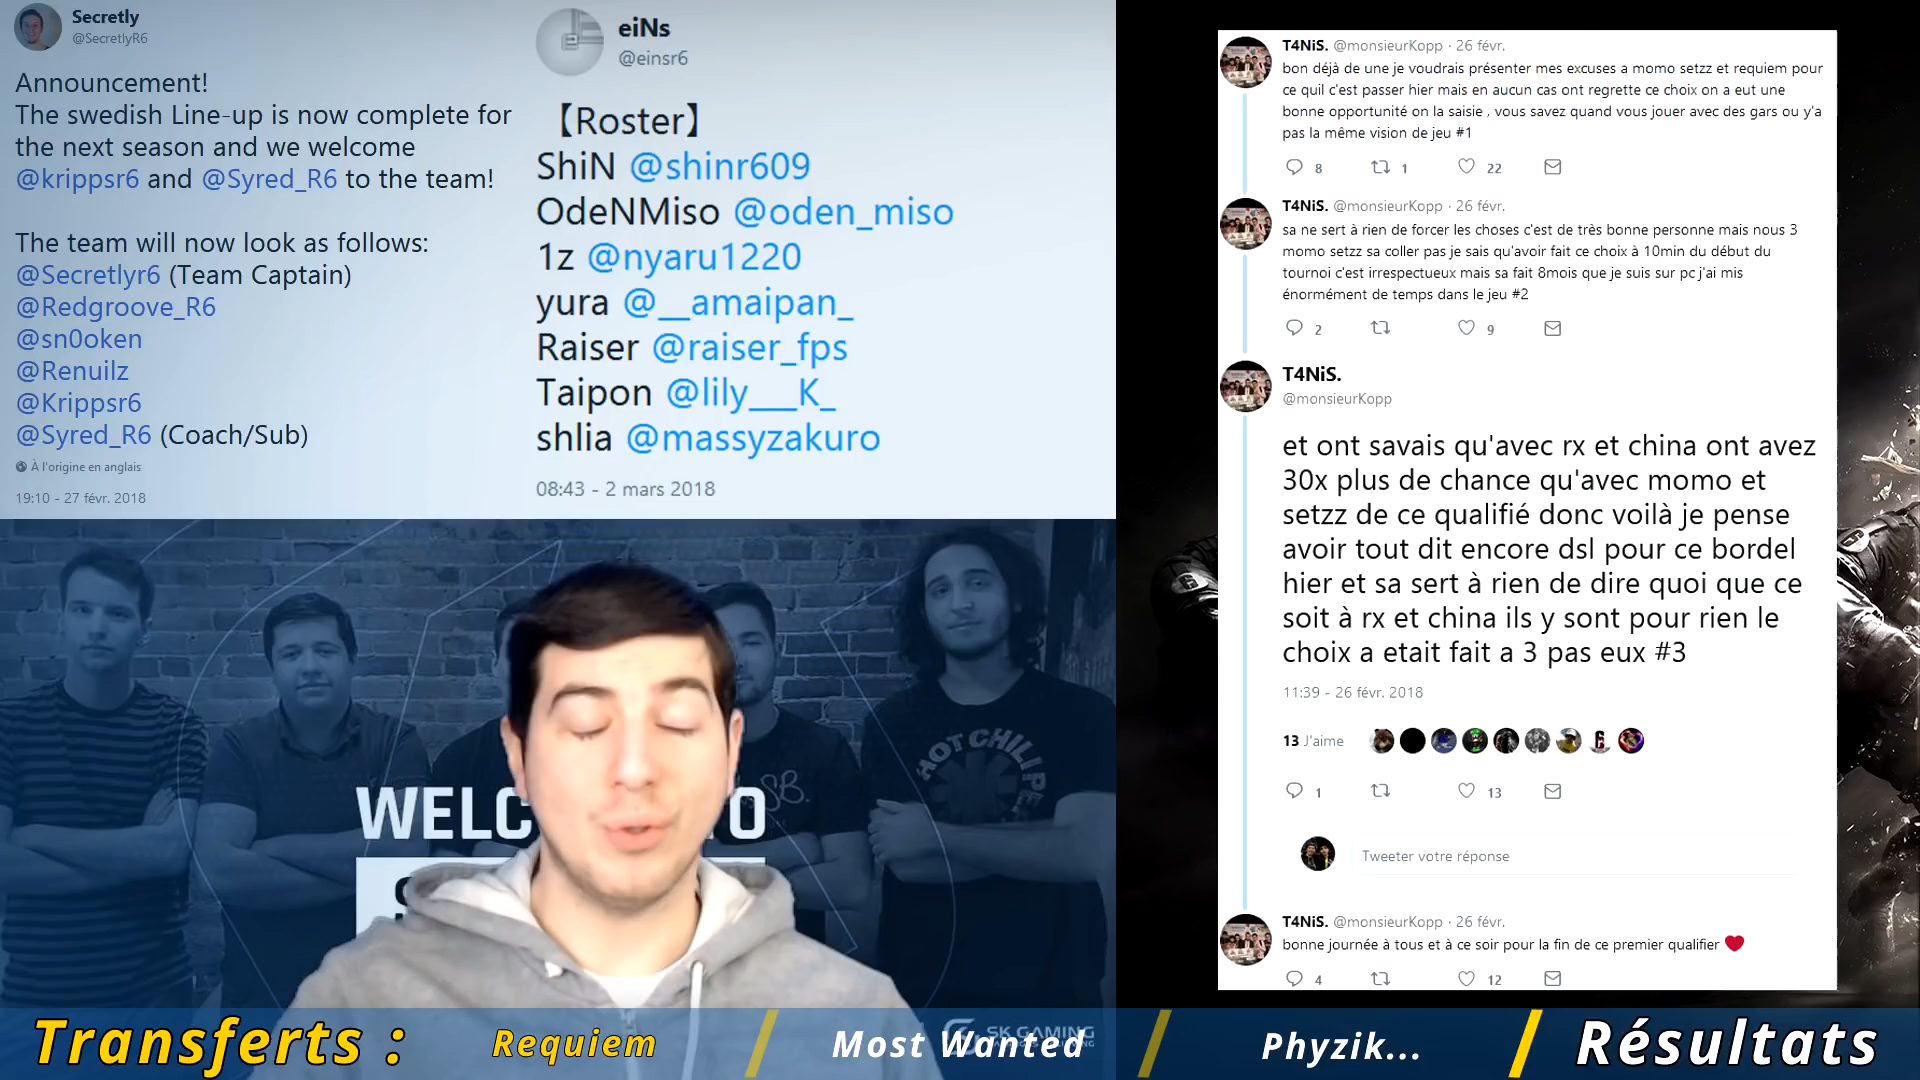 Secretly
@SecretlyR6
Announcement!
The swedish Line-up is now complete for
the next season and we welcome
@krippsr6 and @Syred_R6 to the team!
The team will now look as follows:
@Secretlyr6 (Team Captain)
@Redgroove_R6
@sn0oken
@Renuilz
@Krippsr6
@Syred_R6 (Coach/Sub)
À l'origine en anglais
19:10 - 27 févr. 2018
eiNs
@einsr6
【Roster】
ShiN @shinr609
OdeNMiso @oden_miso
1z @nyaru1220
yura @__amaipan_
Raiser @raiser_fps
Taipon @lily___K_
shlia @massyzakuro
08:43 - 2 mars 2018
T4NiS. @monsieurKopp · 26 févr.
bon déjà de une je voudrais présenter mes excuses a momo setzz et requiem pour
ce quil c'est passer hier mais en aucun cas ont regrette ce choix on a eut une
bonne opportunité on la saisie , vous savez quand vous jouer avec des gars ou y'a
pas la même vision de jeu #1
8 1 22
T4NiS. @monsieurKopp · 26 févr.
sa ne sert à rien de forcer les choses c'est de très bonne personne mais nous 3
momo setzz sa coller pas je sais qu'avoir fait ce choix à 10min du début du
tournoi c'est irrespectueux mais sa fait 8mois que je suis sur pc j'ai mis
énormément de temps dans le jeu #2
2 9
T4NiS.
@monsieurKopp
et ont savais qu'avec rx et china ont avez
30x plus de chance qu'avec momo et
setzz de ce qualifié donc voilà je pense
avoir tout dit encore dsl pour ce bordel
hier et sa sert à rien de dire quoi que ce
soit à rx et china ils y sont pour rien le
choix a etait fait a 3 pas eux #3
11:39 - 26 févr. 2018
13 J'aime
1 13
Tweeter votre réponse
T4NiS. @monsieurKopp · 26 févr.
bonne journée à tous et à ce soir pour la fin de ce premier qualifier
4 12
HOT CHILI PE
WELC O
S
SK GAMING
Transferts : Requiem / Most Wanted / Phyzik... / Résultats